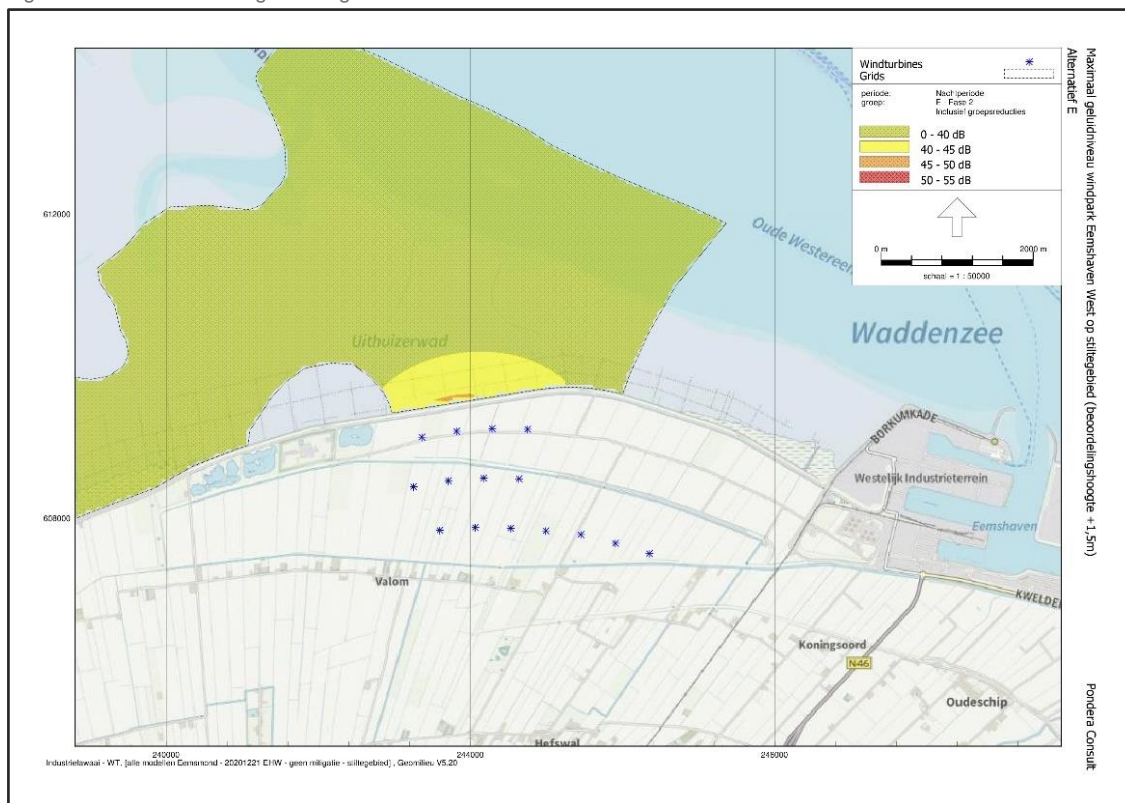 Windturbines
Grids
periode: Nachtperiode
groep: E - Fase 2
Inclusief groepsreducties
0 - 40 dB
40 - 45 dB
45 - 50 dB
50 - 55 dB
0 m 2000 m
schaal = 1 : 50000
Maximaal geluidniveau windpark Eemshaven West op stiltegebied (beoordelingshoogte +1,5m)
Alternatief E
Pondera Consult
612000
608000
240000
244000
248000
Oude Westereem
Waddenzee
Uithuizerwad
BORKUMKADE
Westelijk Industrieterrein
Eemshaven
KWELDER
Valom
Koningsoord
N46
Oudeschip
Hefswal
Industrielawaai - WT, [alle modellen Eemsmond - 20201221 EHW - geen mitigatie - stiltegebied] , Geomilieu V5.20